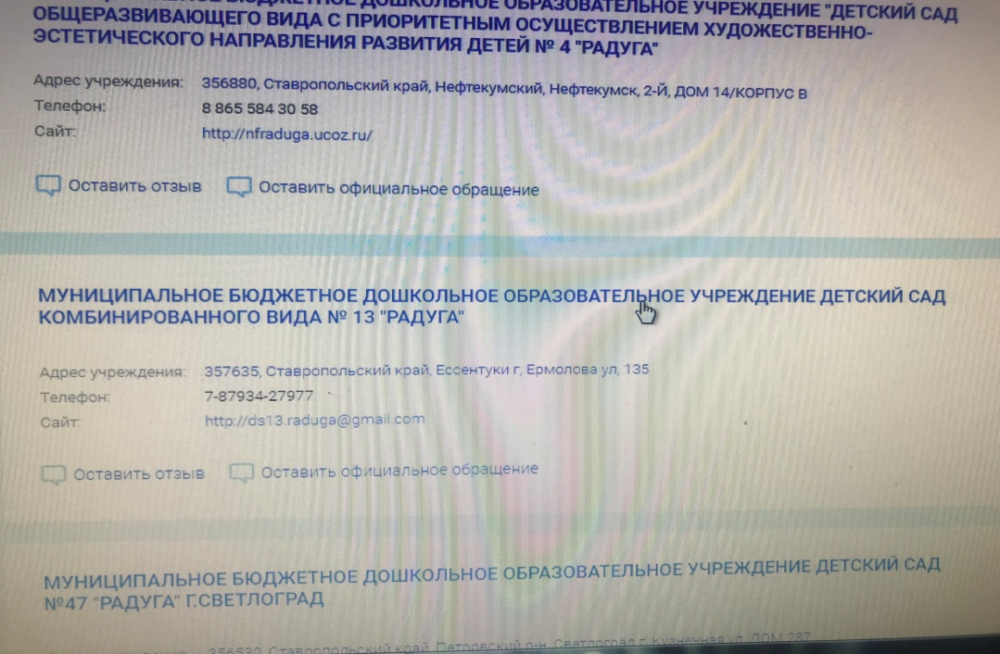 БЮДЖЕТНОЕ ДОШКОЛЬНОЕ ОБРАЗОВАТЕЛЬНОЕ УЧРЕЖДЕНИЕ "ДЕТСКИЙ САД
ОБЩЕРАЗВИВАЮЩЕГО ВИДА С ПРИОРИТЕТНЫМ ОСУЩЕСТВЛЕНИЕМ ХУДОЖЕСТВЕННО-
ЭСТЕТИЧЕСКОГО НАПРАВЛЕНИЯ РАЗВИТИЯ ДЕТЕЙ № 4 "РАДУГА"
Адрес учреждения: 356880, Ставропольский край, Нефтекумский, Нефтекумск, 2-Й, ДОМ 14/КОРПУС В
Телефон: 8 865 584 30 58
Сайт: http://nfraduga.ucoz.ru/
Оставить отзыв Оставить официальное обращение
МУНИЦИПАЛЬНОЕ БЮДЖЕТНОЕ ДОШКОЛЬНОЕ ОБРАЗОВАТЕЛЬНОЕ УЧРЕЖДЕНИЕ ДЕТСКИЙ САД
КОМБИНИРОВАННОГО ВИДА № 13 "РАДУГА"
Адрес учреждения: 357635, Ставропольский край, Ессентуки г, Ермолова ул, 135
Телефон: 7-87934-27977
Сайт: http://ds13.raduga@gmail.com
Оставить отзыв Оставить официальное обращение
МУНИЦИПАЛЬНОЕ БЮДЖЕТНОЕ ДОШКОЛЬНОЕ ОБРАЗОВАТЕЛЬНОЕ УЧРЕЖДЕНИЕ ДЕТСКИЙ САД
№47 "РАДУГА" Г.СВЕТЛОГРАД
356530, Ставропольский край, Петровский р-н, Светлоград г, Кузнечная ул, ДОМ 287